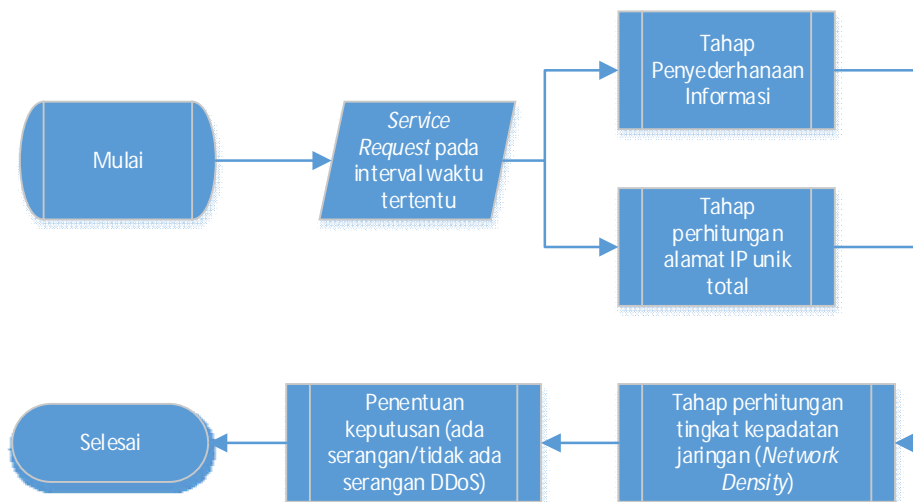 Mulai
Service
Request pada
interval waktu
tertentu
Tahap
Penyederhanaan
Informasi
Tahap
perhitungan
alamat IP unik
total
Tahap perhitungan
tingkat kepadatan
jaringan (Network
Density)
Penentuan
keputusan (ada
serangan/tidak ada
serangan DDoS)
Selesai